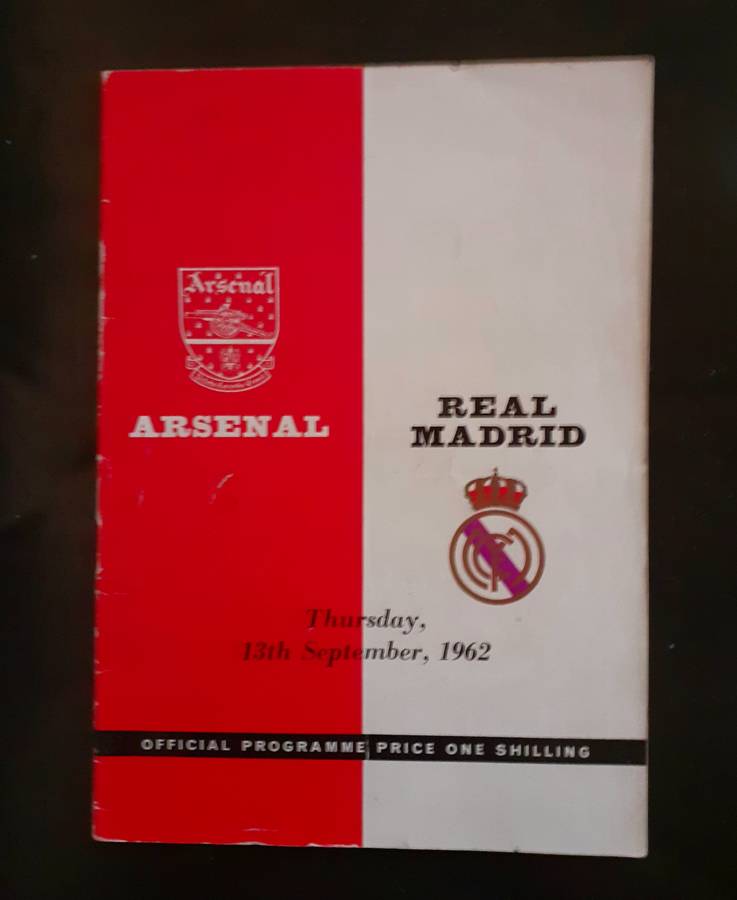 Arsenal
ARSENAL
REAL
MADRID
Thursday,
13th September, 1962
OFFICIAL PROGRAMME PRICE ONE SHILLING